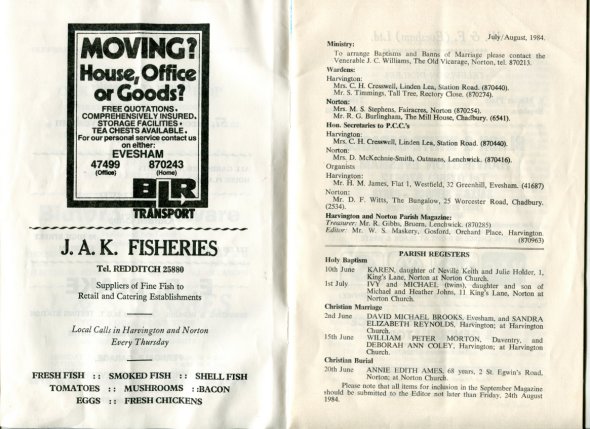 MOVING?
House, Office
or Goods?
FREE QUOTATIONS.
COMPREHENSIVELY INSURED.
STORAGE FACILITIES.
TEA CHESTS AVAILABLE.
For our personal service contact us
on either:
EVESHAM
47499 870243
(Office) (Home)
BLR
TRANSPORT
J. A. K. FISHERIES
Tel. REDDITCH 25880
Suppliers of Fine Fish to
Retail and Catering Establishments
Local Calls in Harvington and Norton
Every Thursday
FRESH FISH :: SMOKED FISH :: SHELL FISH
TOMATOES :: MUSHROOMS :: BACON
EGGS :: FRESH CHICKENS
July/August, 1984.
Ministry:
To arrange Baptisms and Banns of Marriage please contact the
Venerable J. C. Williams, The Old Vicarage, Norton, tel. 870213.
Wardens:
Harvington:
Mrs. C. H. Cresswell, Linden Lea, Station Road. (870440).
Mr. S. Timmings, Tall Tree, Rectory Close. (870274).
Norton:
Mrs. M. S. Stephens, Fairacres, Norton (870254).
Mr. R. G. Burlingham, The Mill House, Chadbury. (6541).
Hon. Secretaries to P.C.C.'s
Harvington:
Mrs. C. H. Cresswell, Linden Lea, Station Road. (870440).
Norton:
Mrs. D. McKechnie-Smith, Oatmans, Lenchwick. (870416).
Organists
Harvington:
Mr. H. M. James, Flat 1, Westfield, 32 Greenhill, Evesham. (41687)
Norton:
Mr. D. F. Witts, The Bungalow, 25 Worcester Road, Chadbury.
(2534).
Harvington and Norton Parish Magazine:
Treasurer: Mr. R. Gibbs, Bruern, Lenchwick. (870285)
Editor: Mr. W. S. Maskery, Gosford, Orchard Place, Harvington
(870963)
PARISH REGISTERS
Holy Baptism
10th June KAREN, daughter of Neville Keith and Julie Holder, 1,
King's Lane, Norton at Norton Church.
1st July IVY and MICHAEL (twins), daughter and son of
Michael and Heather Johns, 11 King's Lane, Norton at
Norton Church.
Christian Marriage
2nd June DAVID MICHAEL BROOKS, Evesham, and SANDRA
ELIZABETH REYNOLDS, Harvington; at Harvington
Church.
15th June WILLIAM PETER MORTON, Daventry, and
DEBORAH ANN COLEY, Harvington; at Harvington
Church.
Christian Burial
20th June ANNIE EDITH AMES, 68 years, 2 St. Egwin's Road,
Norton; at Norton Church.
Please note that all items for inclusion in the September Magazine
should be submitted to the Editor not later than Friday, 24th August
1984.